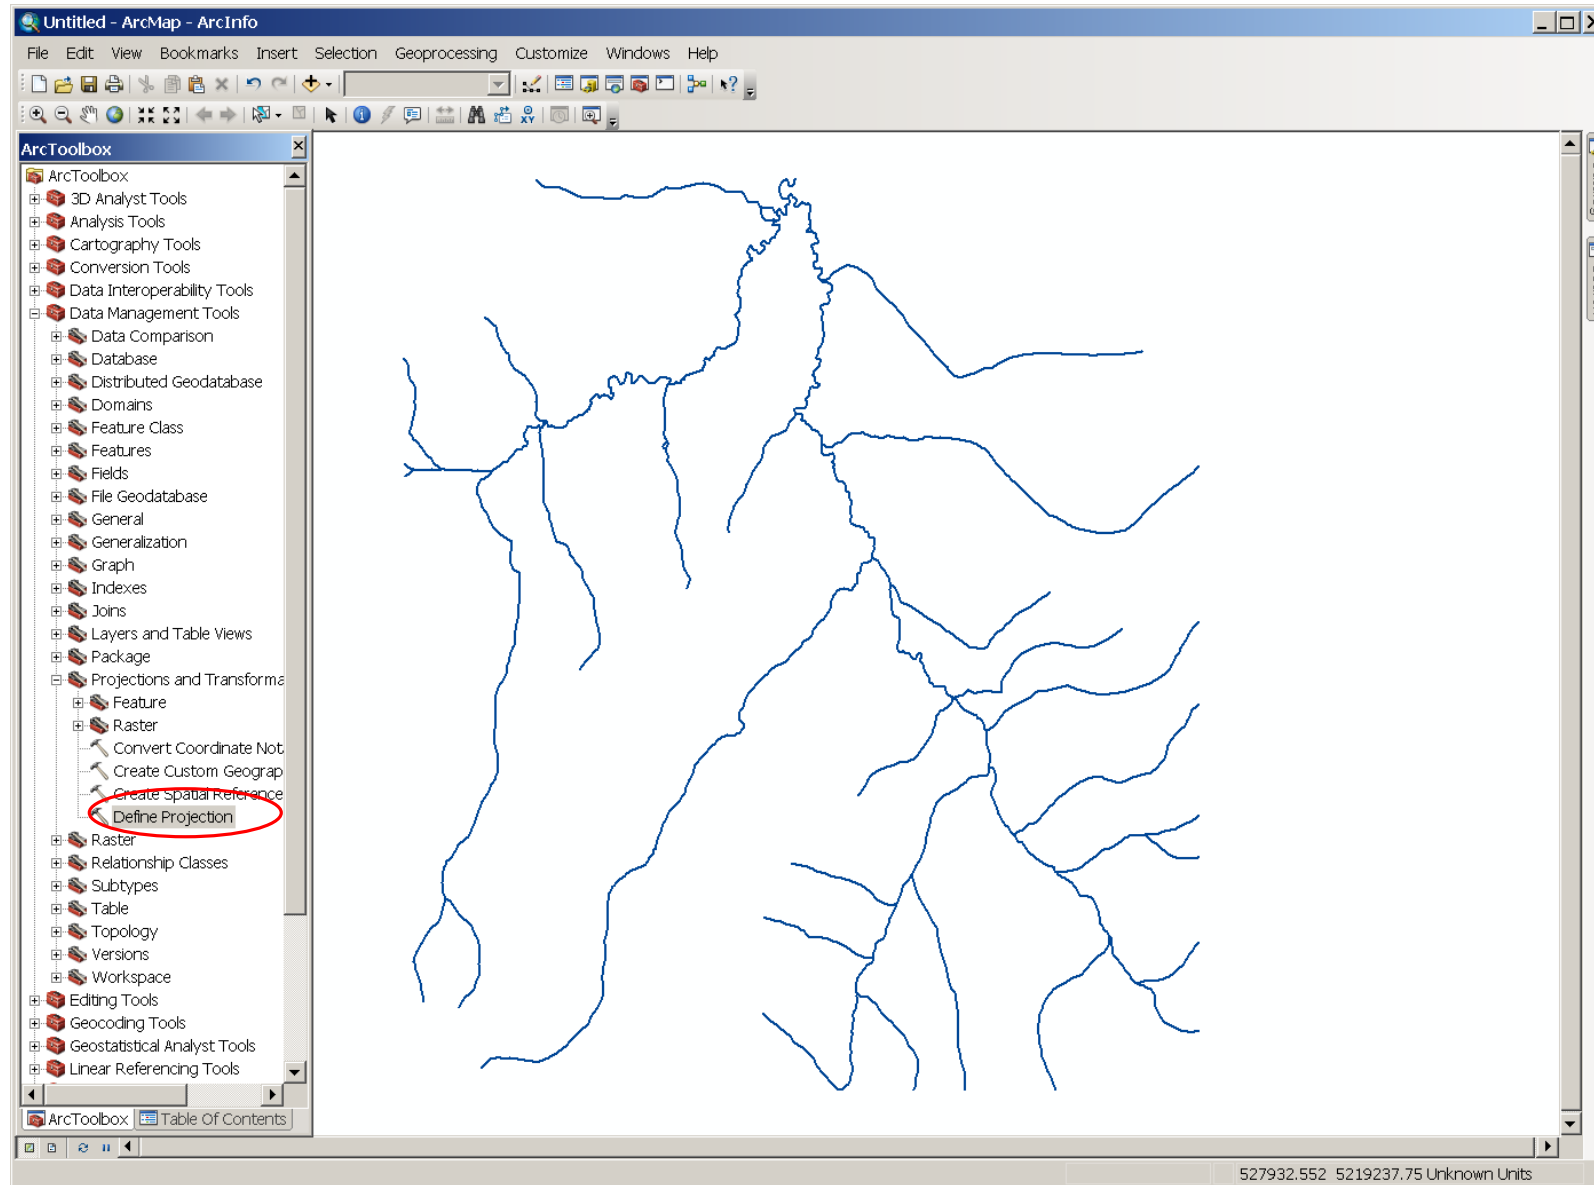 Untitled - ArcMap - ArcInfo
File Edit View Bookmarks Insert Selection Geoprocessing Customize Windows Help
ArcToolbox
ArcToolbox
3D Analyst Tools
Analysis Tools
Cartography Tools
Conversion Tools
Data Interoperability Tools
Data Management Tools
Data Comparison
Database
Distributed Geodatabase
Domains
Feature Class
Features
Fields
File Geodatabase
General
Generalization
Graph
Indexes
Joins
Layers and Table Views
Package
Projections and Transforma
Feature
Raster
Convert Coordinate Not
Create Custom Geograp
Create Spatial Reference
Define Projection
Raster
Relationship Classes
Subtypes
Table
Topology
Versions
Workspace
Editing Tools
Geocoding Tools
Geostatistical Analyst Tools
Linear Referencing Tools
ArcToolbox Table Of Contents
527932.552 5219237.75 Unknown Units